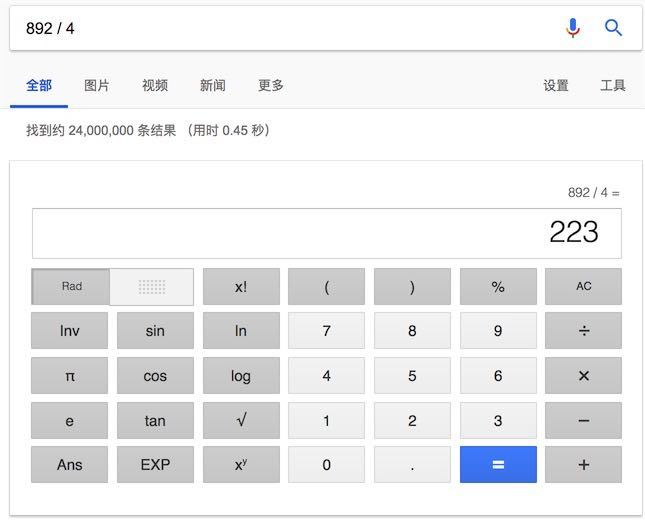 892 / 4
全部 图片 视频 新闻 更多 设置 工具
找到约 24,000,000 条结果 （用时 0.45 秒）
892 / 4 =
223
Rad x! ( ) % AC
Inv sin ln 7 8 9 ÷
π cos log 4 5 6 ×
e tan √ 1 2 3 −
Ans EXP xʸ 0 . = +